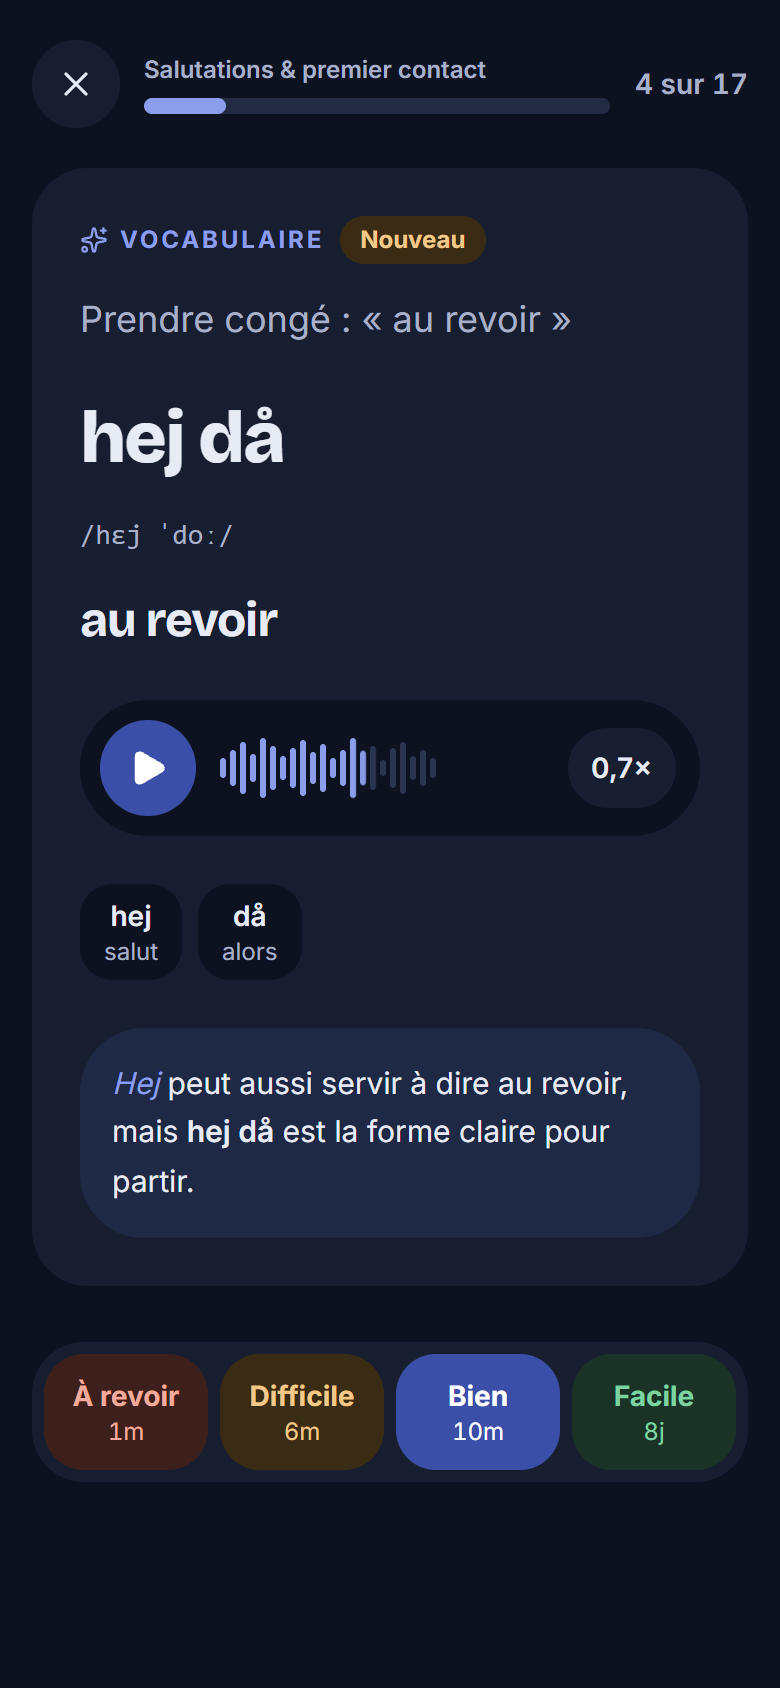 Salutations & premier contact
4 sur 17
VOCABULAIRE
Nouveau
Prendre congé : « au revoir »
hej då
/hɛj ˈdoː/
au revoir
0,7×
hej
salut
då
alors
Hej peut aussi servir à dire au revoir,
mais hej då est la forme claire pour
partir.
À revoir
1m
Difficile
6m
Bien
10m
Facile
8j